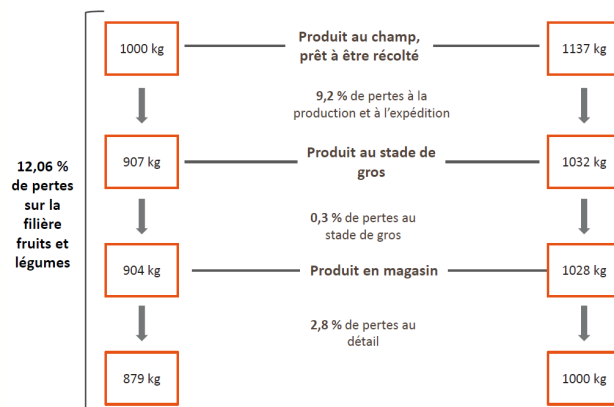 1000 kg
Produit au champ,
prêt à être récolté
1137 kg
9,2 % de pertes à la
production et à l'expédition
907 kg
Produit au stade de
gros
1032 kg
12,06 %
de pertes
sur la
filière
fruits et
légumes
0,3 % de pertes au
stade de gros
904 kg
Produit en magasin
1028 kg
2,8 % de pertes au
détail
879 kg
1000 kg